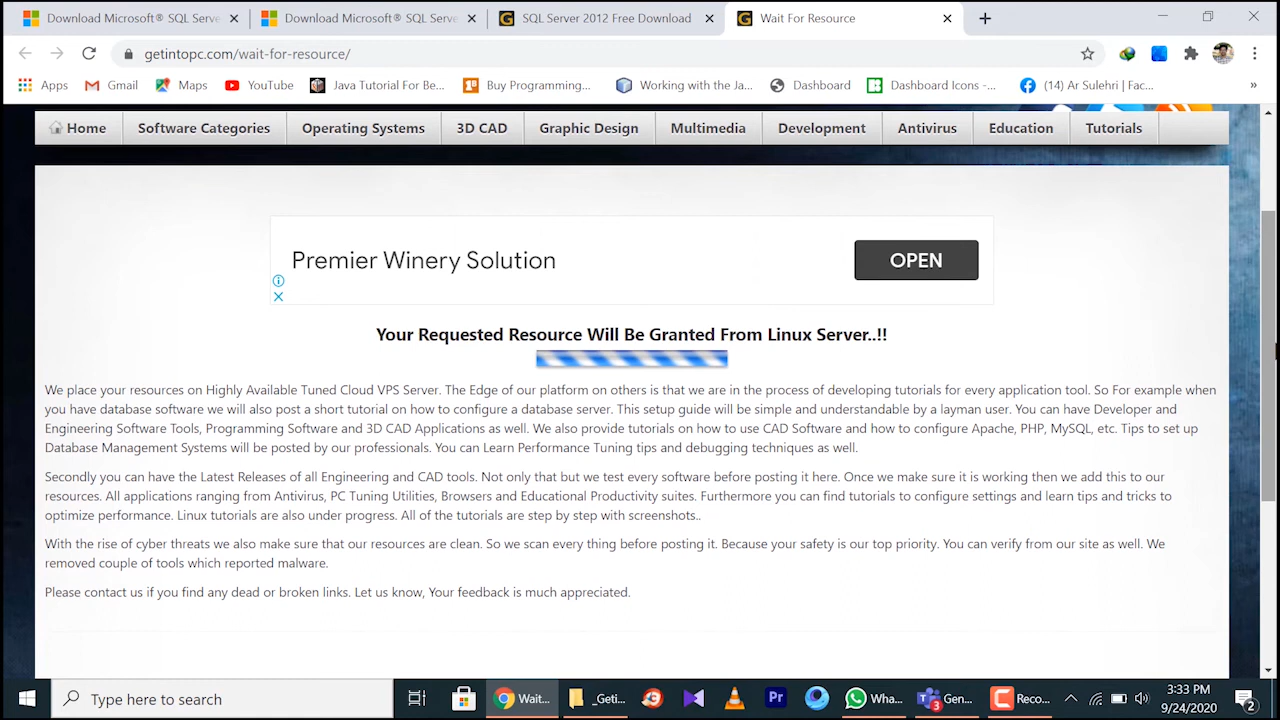 Download Microsoft® SQL Serve
Download Microsoft® SQL Serve
SQL Server 2012 Free Download
Wait For Resource
getintopc.com/wait-for-resource/
Apps
Gmail
Maps
YouTube
Java Tutorial For Be...
Buy Programming...
Working with the Ja...
Dashboard
Dashboard Icons -...
(14) Ar Sulehri | Fac...
»
Home
Software Categories
Operating Systems
3D CAD
Graphic Design
Multimedia
Development
Antivirus
Education
Tutorials
Premier Winery Solution
OPEN
Your Requested Resource Will Be Granted From Linux Server..!!
We place your resources on Highly Available Tuned Cloud VPS Server. The Edge of our platform on others is that we are in the process of developing tutorials for every application tool. So For example when
you have database software we will also post a short tutorial on how to configure a database server. This setup guide will be simple and understandable by a layman user. You can have Developer and
Engineering Software Tools, Programming Software and 3D CAD Applications as well. We also provide tutorials on how to use CAD Software and how to configure Apache, PHP, MySQL, etc. Tips to set up
Database Management Systems will be posted by our professionals. You can Learn Performance Tuning tips and debugging techniques as well.
Secondly you can have the Latest Releases of all Engineering and CAD tools. Not only that but we test every software before posting it here. Once we make sure it is working then we add this to our
resources. All applications ranging from Antivirus, PC Tuning Utilities, Browsers and Educational Productivity suites. Furthermore you can find tutorials to configure settings and learn tips and tricks to
optimize performance. Linux tutorials are also under progress. All of the tutorials are step by step with screenshots..
With the rise of cyber threats we also make sure that our resources are clean. So we scan every thing before posting it. Because your safety is our top priority. You can verify from our site as well. We
removed couple of tools which reported malware.
Please contact us if you find any dead or broken links. Let us know, Your feedback is much appreciated.
Type here to search
Wait...
_Geti...
Pr
Wha...
3
Gen...
Reco...
3:33 PM
9/24/2020
2